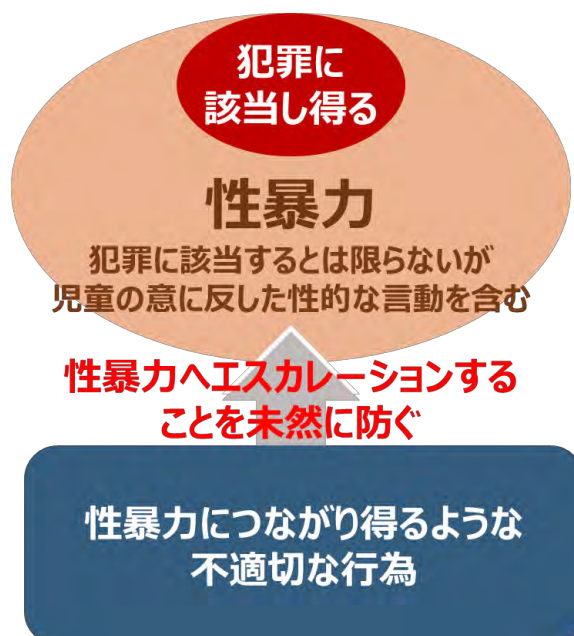 犯罪に
該当し得る
性暴力
犯罪に該当するとは限らないが
児童の意に反した性的な言動を含む
性暴力へエスカレーションする
ことを未然に防ぐ
性暴力につながり得るような
不適切な行為